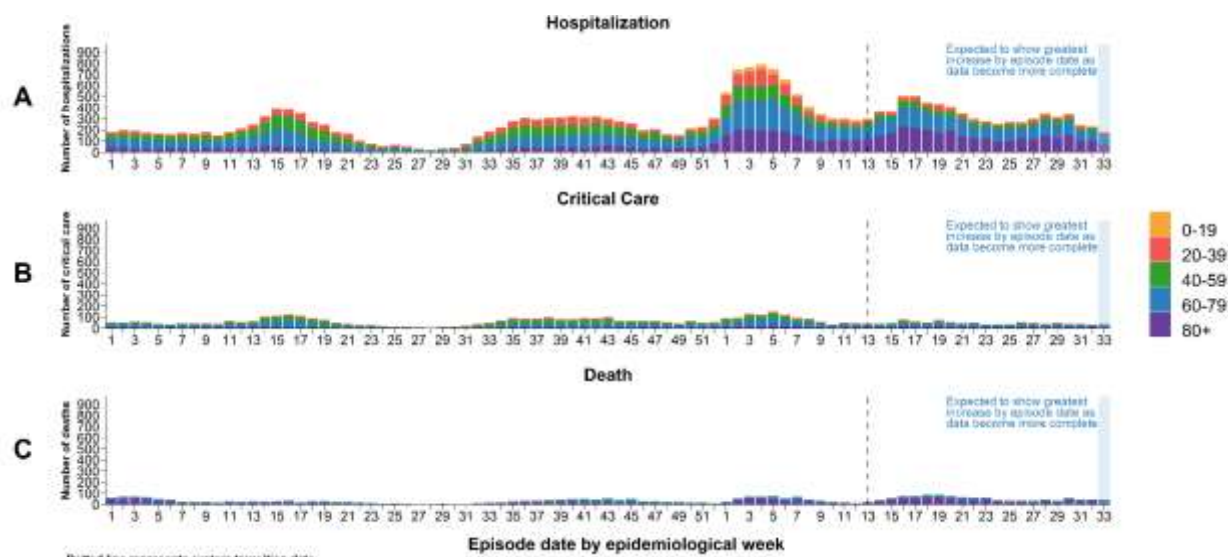 Hospitalization
A
Number of hospitalizations
900
800
700
600
500
400
300
200
100
0
Expected to show greatest
increase by episode date as
data become more complete
1 3 5 7 9 11 13 15 17 19 21 23 25 27 29 31 33 35 37 39 41 43 45 47 49 51 1 3 5 7 9 11 13 15 17 19 21 23 25 27 29 31 33
Critical Care
B
Number of critical care
900
800
700
600
500
400
300
200
100
0
Expected to show greatest
increase by episode date as
data become more complete
1 3 5 7 9 11 13 15 17 19 21 23 25 27 29 31 33 35 37 39 41 43 45 47 49 51 1 3 5 7 9 11 13 15 17 19 21 23 25 27 29 31 33
0-19
20-39
40-59
60-79
80+
Death
C
Number of deaths
900
800
700
600
500
400
300
200
100
0
Expected to show greatest
increase by episode date as
data become more complete
1 3 5 7 9 11 13 15 17 19 21 23 25 27 29 31 33 35 37 39 41 43 45 47 49 51 1 3 5 7 9 11 13 15 17 19 21 23 25 27 29 31 33
Episode date by epidemiological week